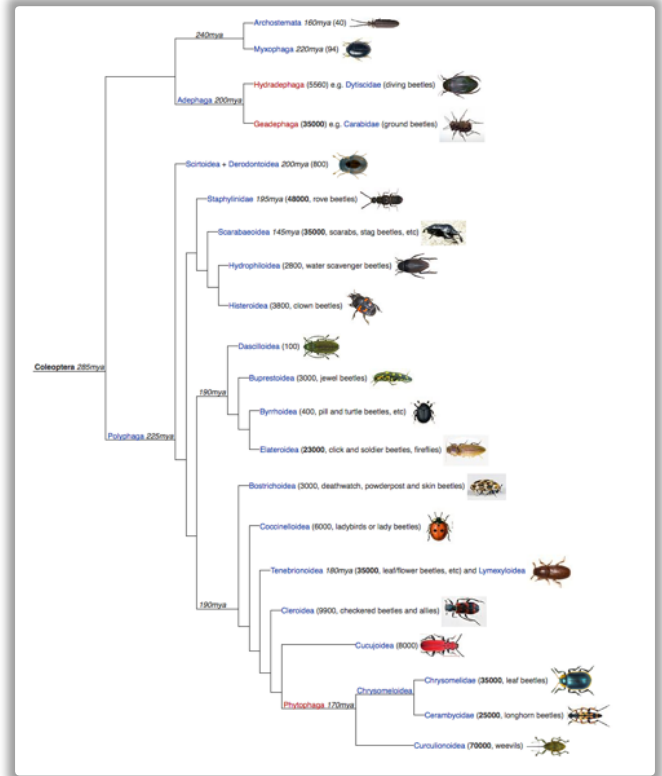 Archostemata 160mya (40)
240mya
Myxophaga 220mya (94)
Hydradephaga (5560) e.g. Dytiscidae (diving beetles)
Adephaga 200mya
Geadephaga (35000) e.g. Carabidae (ground beetles)
Scirtoidea + Derodontoidea 200mya (800)
Staphylinidae 195mya (48000, rove beetles)
Scarabaeoidea 145mya (35000, scarabs, stag beetles, etc)
Hydrophiloidea (2800, water scavenger beetles)
Histeroidea (3800, clown beetles)
Dascilloidea (100)
Coleoptera 285mya
Buprestoidea (3000, jewel beetles)
190mya
Byrrhoidea (400, pill and turtle beetles, etc)
Polyphaga 225mya
Elateroidea (23000, click and soldier beetles, fireflies)
Bostrichoidea (3000, deathwatch, powderpost and skin beetles)
Coccinelloidea (6000, ladybirds or lady beetles)
Tenebrionoidea 180mya (35000, leaf/flower beetles, etc) and Lymexyloidea
190mya
Cleroidea (9900, checkered beetles and allies)
Cucujoidea (8000)
Chrysomelidae (35000, leaf beetles)
Chrysomeloidea
Phytophaga 170mya
Cerambycidae (25000, longhorn beetles)
Curculionoidea (70000, weevils)